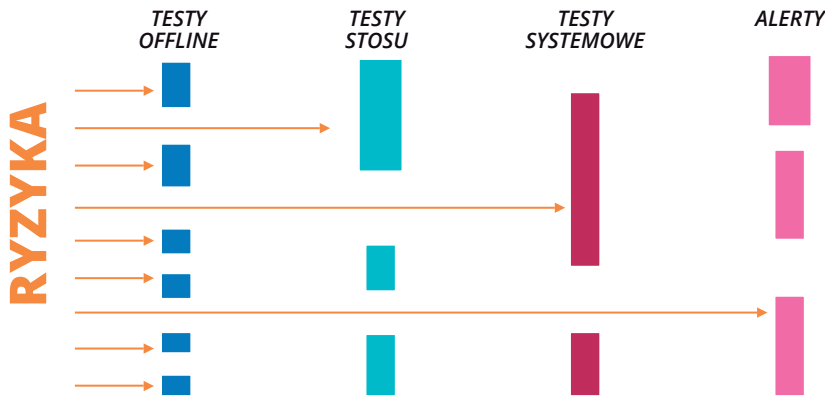 TESTY
OFFLINE
TESTY
STOSU
TESTY
SYSTEMOWE
ALERTY
RYZYKA